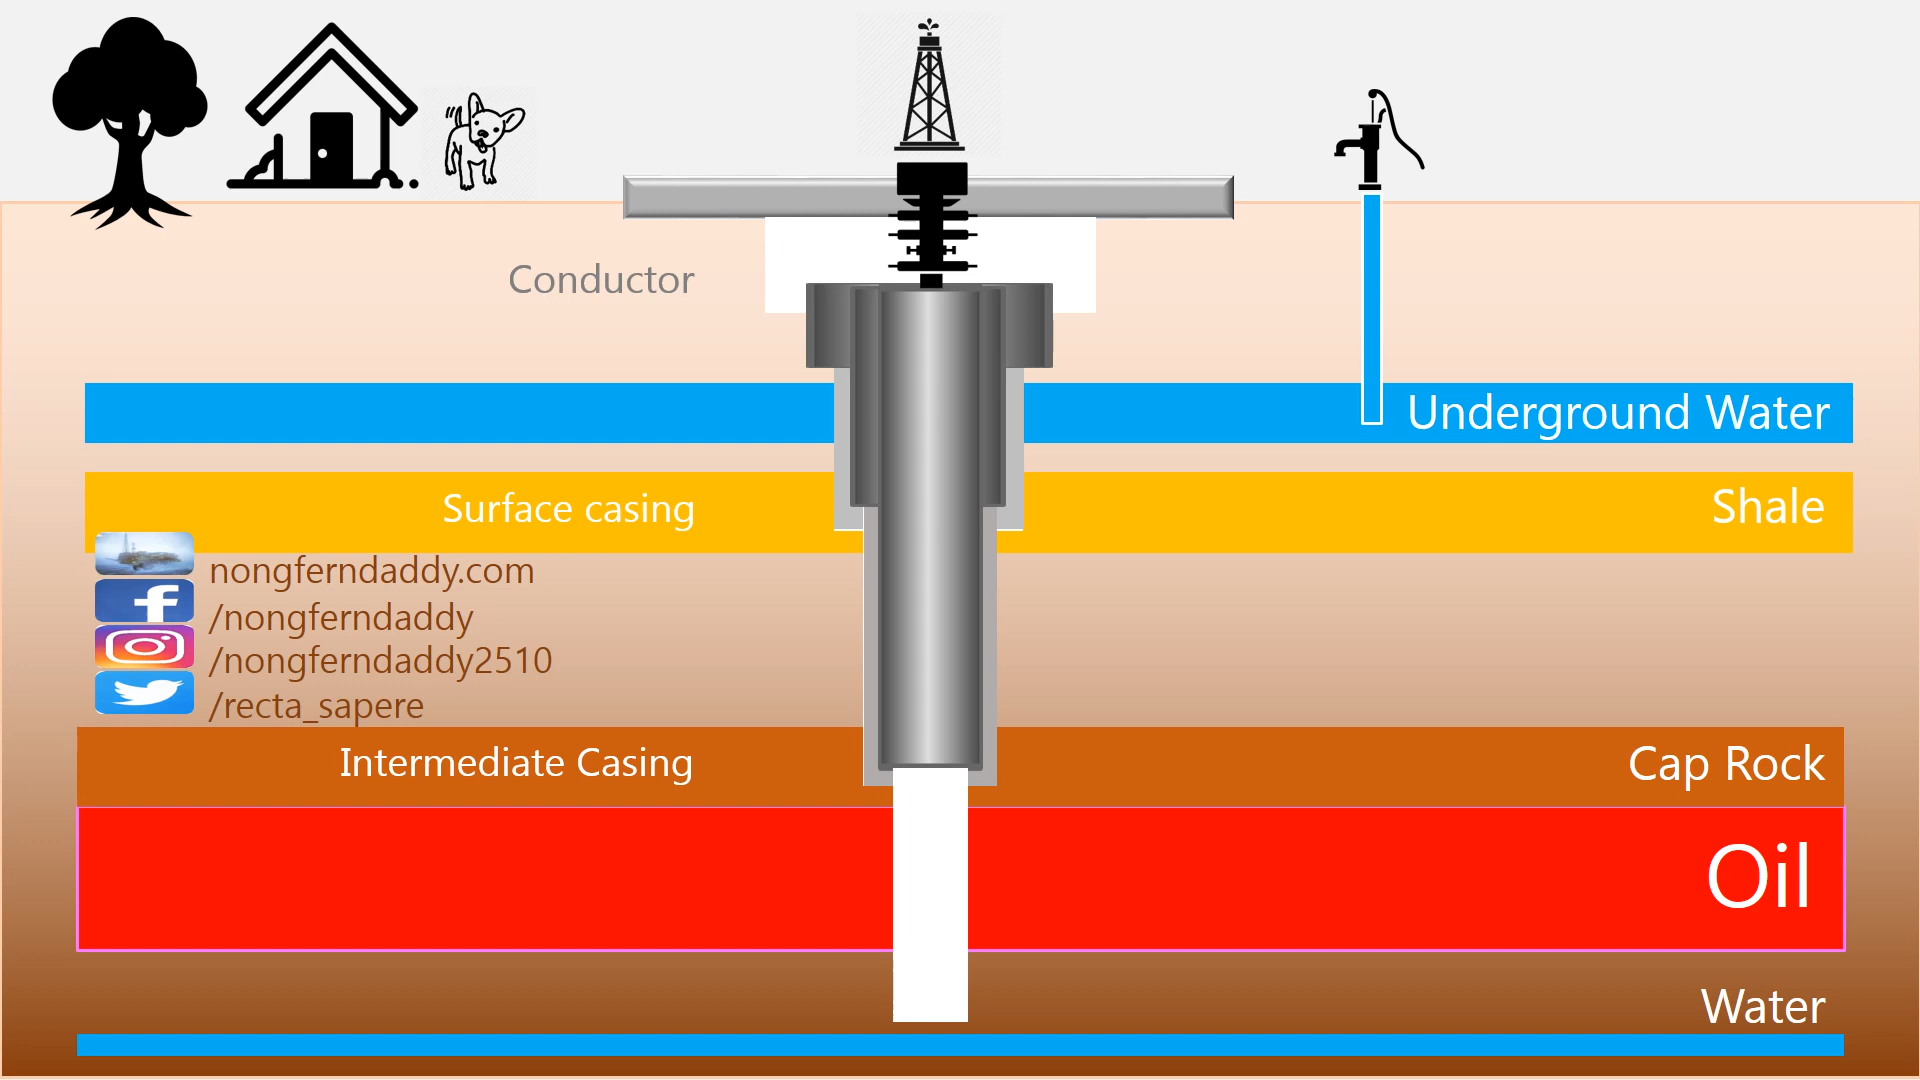 Conductor
Underground Water
Surface casing
Shale
nongferndaddy.com
/nongferndaddy
/nongferndaddy2510
/recta_sapere
Intermediate Casing
Cap Rock
Oil
Water